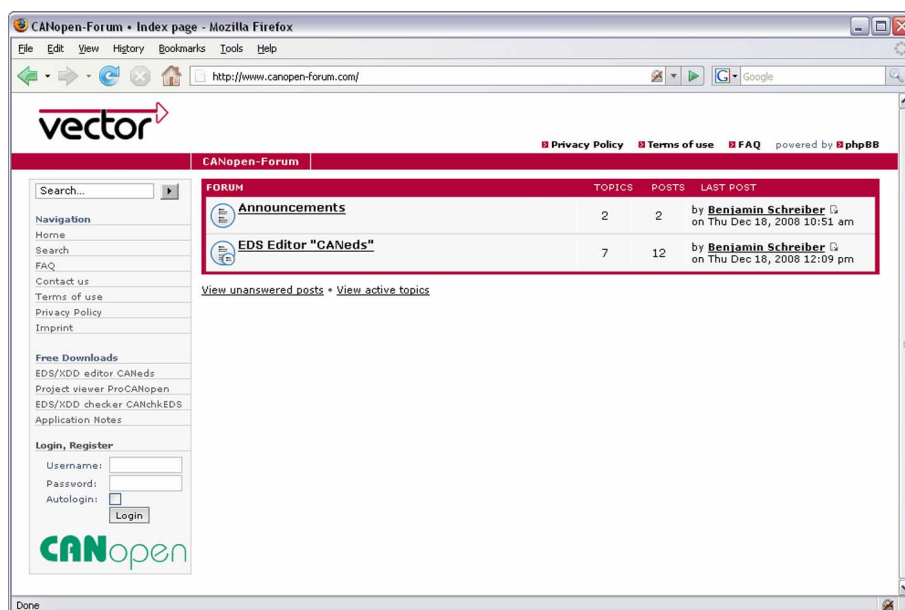 CANopen-Forum • Index page - Mozilla Firefox
File Edit View History Bookmarks Tools Help
http://www.canopen-forum.com/
G Google
vector
Privacy Policy Terms of use FAQ powered by phpBB
CANopen-Forum
Search...
Navigation
Home
Search
FAQ
Contact us
Terms of use
Privacy Policy
Imprint
Free Downloads
EDS/XDD editor CANeds
Project viewer ProCANopen
EDS/XDD checker CANchkEDS
Application Notes
Login, Register
Username:
Password:
Autologin:
Login
CANopen
FORUM TOPICS POSTS LAST POST
Announcements 2 2 by Benjamin Schreiber
on Thu Dec 18, 2008 10:51 am
EDS Editor "CANeds" 7 12 by Benjamin Schreiber
on Thu Dec 18, 2008 12:09 pm
View unanswered posts • View active topics
Done